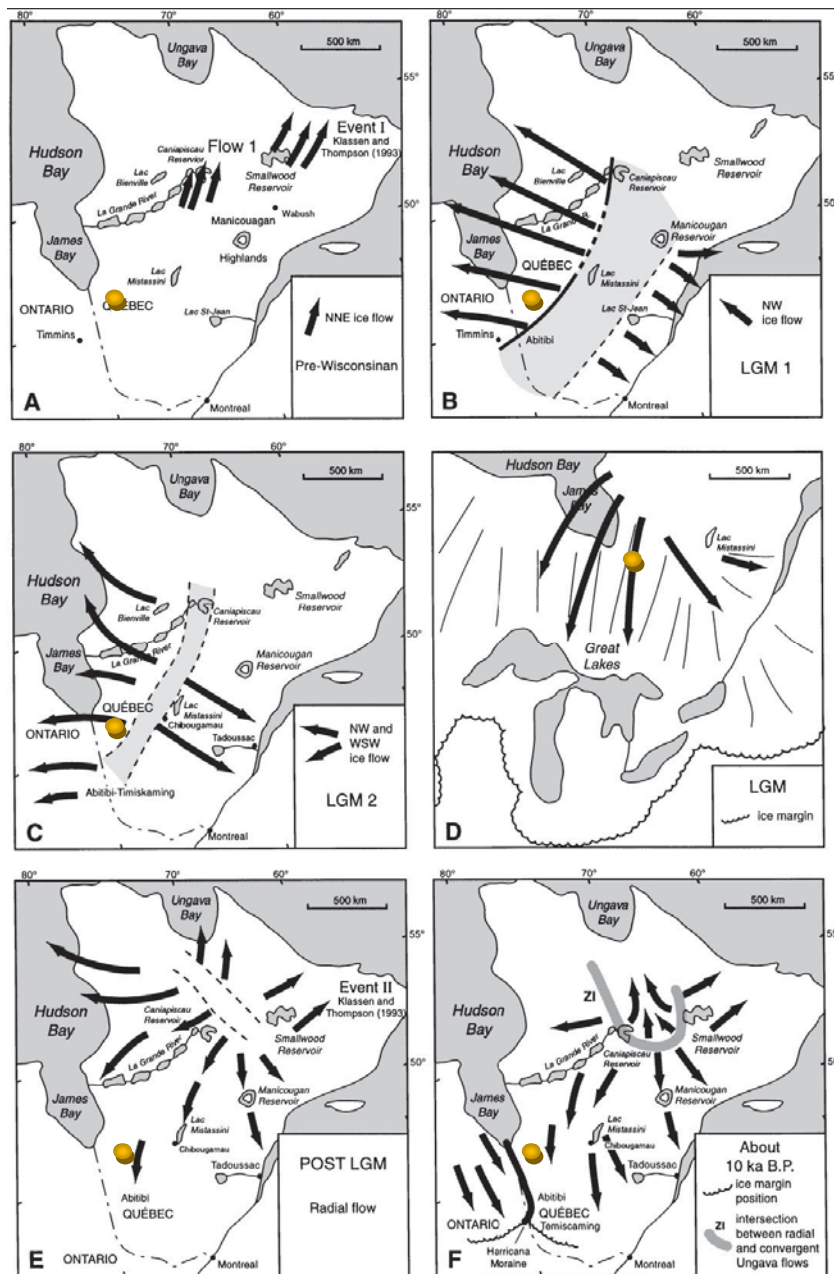 80°
70°
60°
Ungava
Bay
500 km
55°
Event I
Klassen and
Thompson (1993)
Caniapiscau
Reservoir
Flow 1
Hudson
Bay
Lac
Bienville
Smallwood
Reservoir
La Grande River
Wabush
50°
Manicouagan
Highlands
James
Bay
Lac
Mistassini
ONTARIO
QUÉBEC
Lac St-Jean
Timmins
NNE ice flow
Pre-Wisconsinan
A
Montreal
80°
70°
60°
Ungava
Bay
500 km
55°
Hudson
Bay
Lac
Bienville
Caniapiscau
Reservoir
Smallwood
Reservoir
La Grande R.
50°
Manicougan
Reservoir
James
Bay
QUÉBEC
Lac
Mistassini
ONTARIO
Lac St-Jean
Timmins
Abitibi
NW
ice flow
LGM 1
B
Montreal
80°
70°
60°
Ungava
Bay
500 km
55°
Hudson
Bay
Lac
Bienville
Smallwood
Reservoir
Caniapiscau
Reservoir
50°
La Grande River
James
Bay
Manicougan
Reservoir
QUÉBEC
Lac
Mistassini
Chibougamau
ONTARIO
Tadoussac
NW and
WSW
ice flow
Abitibi-Timiskaming
LGM 2
C
Montreal
Hudson Bay
James
Bay
500 km
Lac
Mistassini
Great
Lakes
D
LGM
ice margin
80°
70°
60°
Ungava
Bay
500 km
55°
Event II
Klassen and
Thompson (1993)
Hudson
Bay
Caniapiscau
Reservoir
Smallwood
Reservoir
La Grande River
50°
James
Bay
Manicougan
Reservoir
Lac
Mistassini
Chibougamau
Tadoussac
POST LGM
Radial flow
Abitibi
QUÉBEC
E
ONTARIO
Montreal
80°
70°
60°
Ungava
Bay
500 km
55°
ZI
Hudson
Bay
Smallwood
Reservoir
La Grande River
Caniapiscau
Reservoir
50°
James
Bay
Manicougan
Reservoir
Lac
Mistassini
Chibougamau
Tadoussac
About
10 ka B.P.
ice margin
position
ZI intersection
between radial
and convergent
Ungava flows
Abitibi
QUÉBEC
Temiscaming
ONTARIO
Harricana
Moraine
F
Montreal